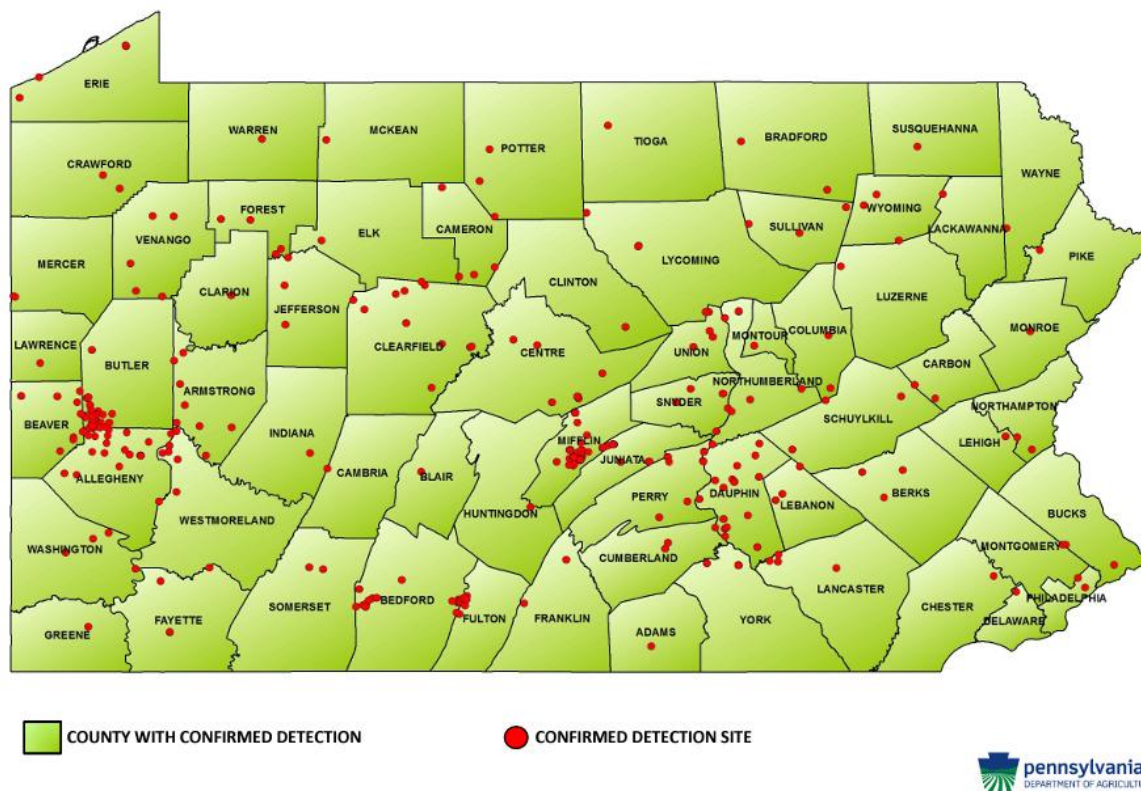 ERIE
WARREN
MCKEAN
POTTER
TIOGA
BRADFORD
SUSQUEHANNA
WAYNE
CRAWFORD
FOREST
VENANGO
ELK
CAMERON
SULLIVAN
WYOMING
LACKAWANNA
PIKE
MERCER
CLARION
JEFFERSON
CLINTON
LYCOMING
LUZERNE
LAWRENCE
BUTLER
CLEARFIELD
CENTRE
UNION
MONTOUR
COLUMBIA
MONROE
CARBON
BEAVER
ARMSTRONG
INDIANA
SNYDER
NORTHUMBERLAND
SCHUYLKILL
NORTHAMPTON
LEHIGH
ALLEGHENY
CAMBRIA
BLAIR
MIFFLIN
JUNIATA
PERRY
DAUPHIN
LEBANON
BERKS
BUCKS
WESTMORELAND
HUNTINGDON
WASHINGTON
CUMBERLAND
MONTGOMERY
LANCASTER
GREENE
FAYETTE
SOMERSET
BEDFORD
FULTON
FRANKLIN
ADAMS
YORK
CHESTER
PHILADELPHIA
DELAWARE
COUNTY WITH CONFIRMED DETECTION
CONFIRMED DETECTION SITE
pennsylvania
DEPARTMENT OF AGRICULTU